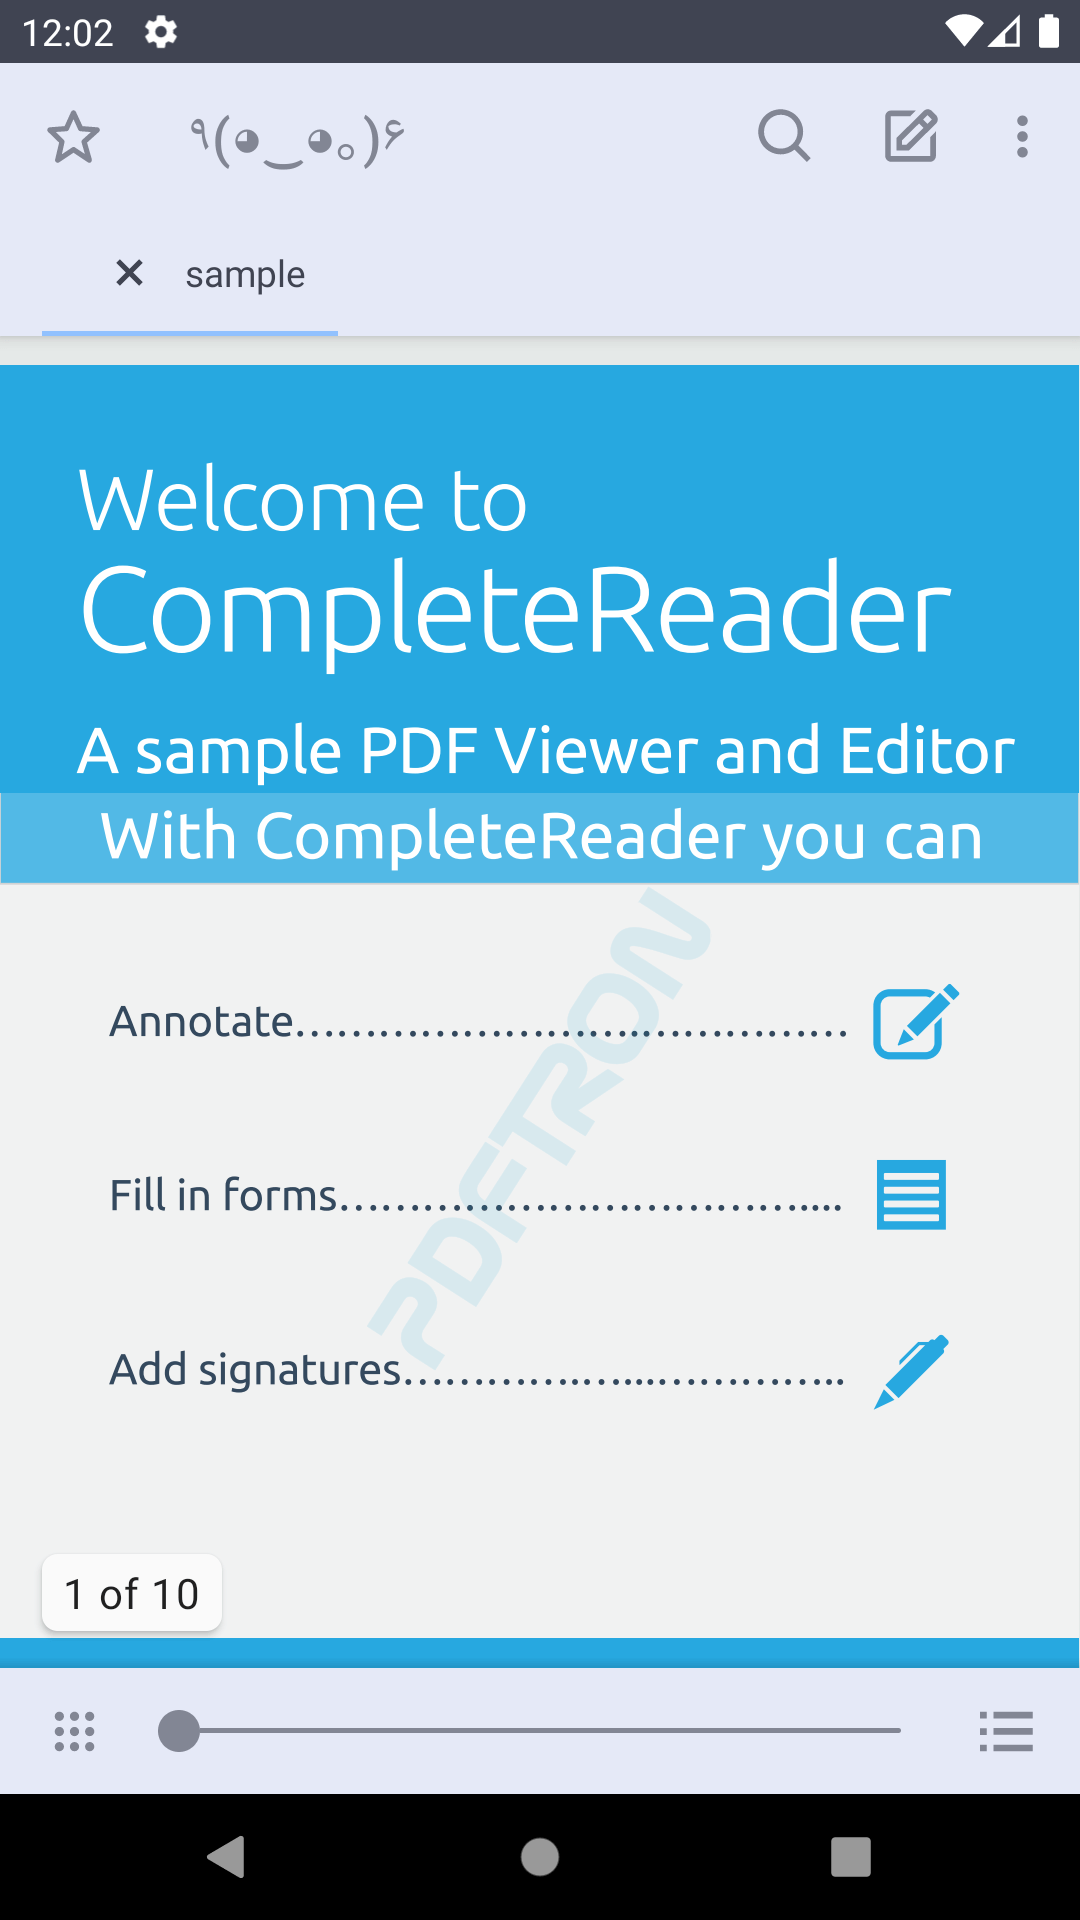 12:02
٩(◕‿◕｡)۶
sample
Welcome to
CompleteReader
A sample PDF Viewer and Editor
With CompleteReader you can
PDFTRON
Annotate.......................................
Fill in forms.....................................
Add signatures...............................
1 of 10